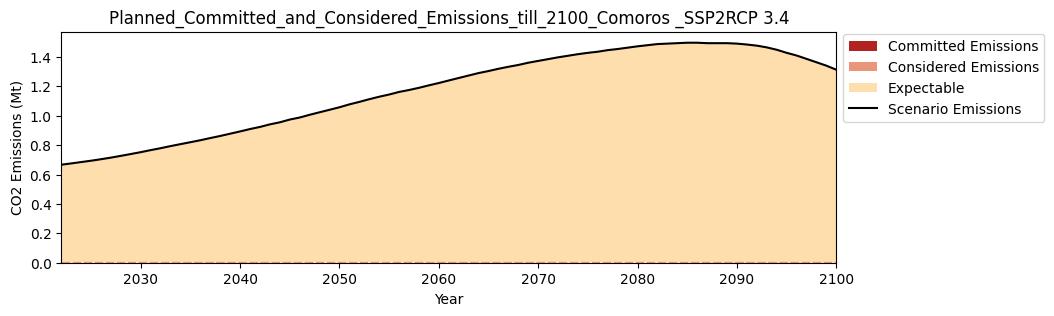 Planned_Committed_and_Considered_Emissions_till_2100_Comoros _SSP2RCP 3.4
CO2 Emissions (Mt)
1.4
1.2
1.0
0.8
0.6
0.4
0.2
0.0
2030 2040 2050 2060 2070 2080 2090 2100
Year
Committed Emissions
Considered Emissions
Expectable
Scenario Emissions